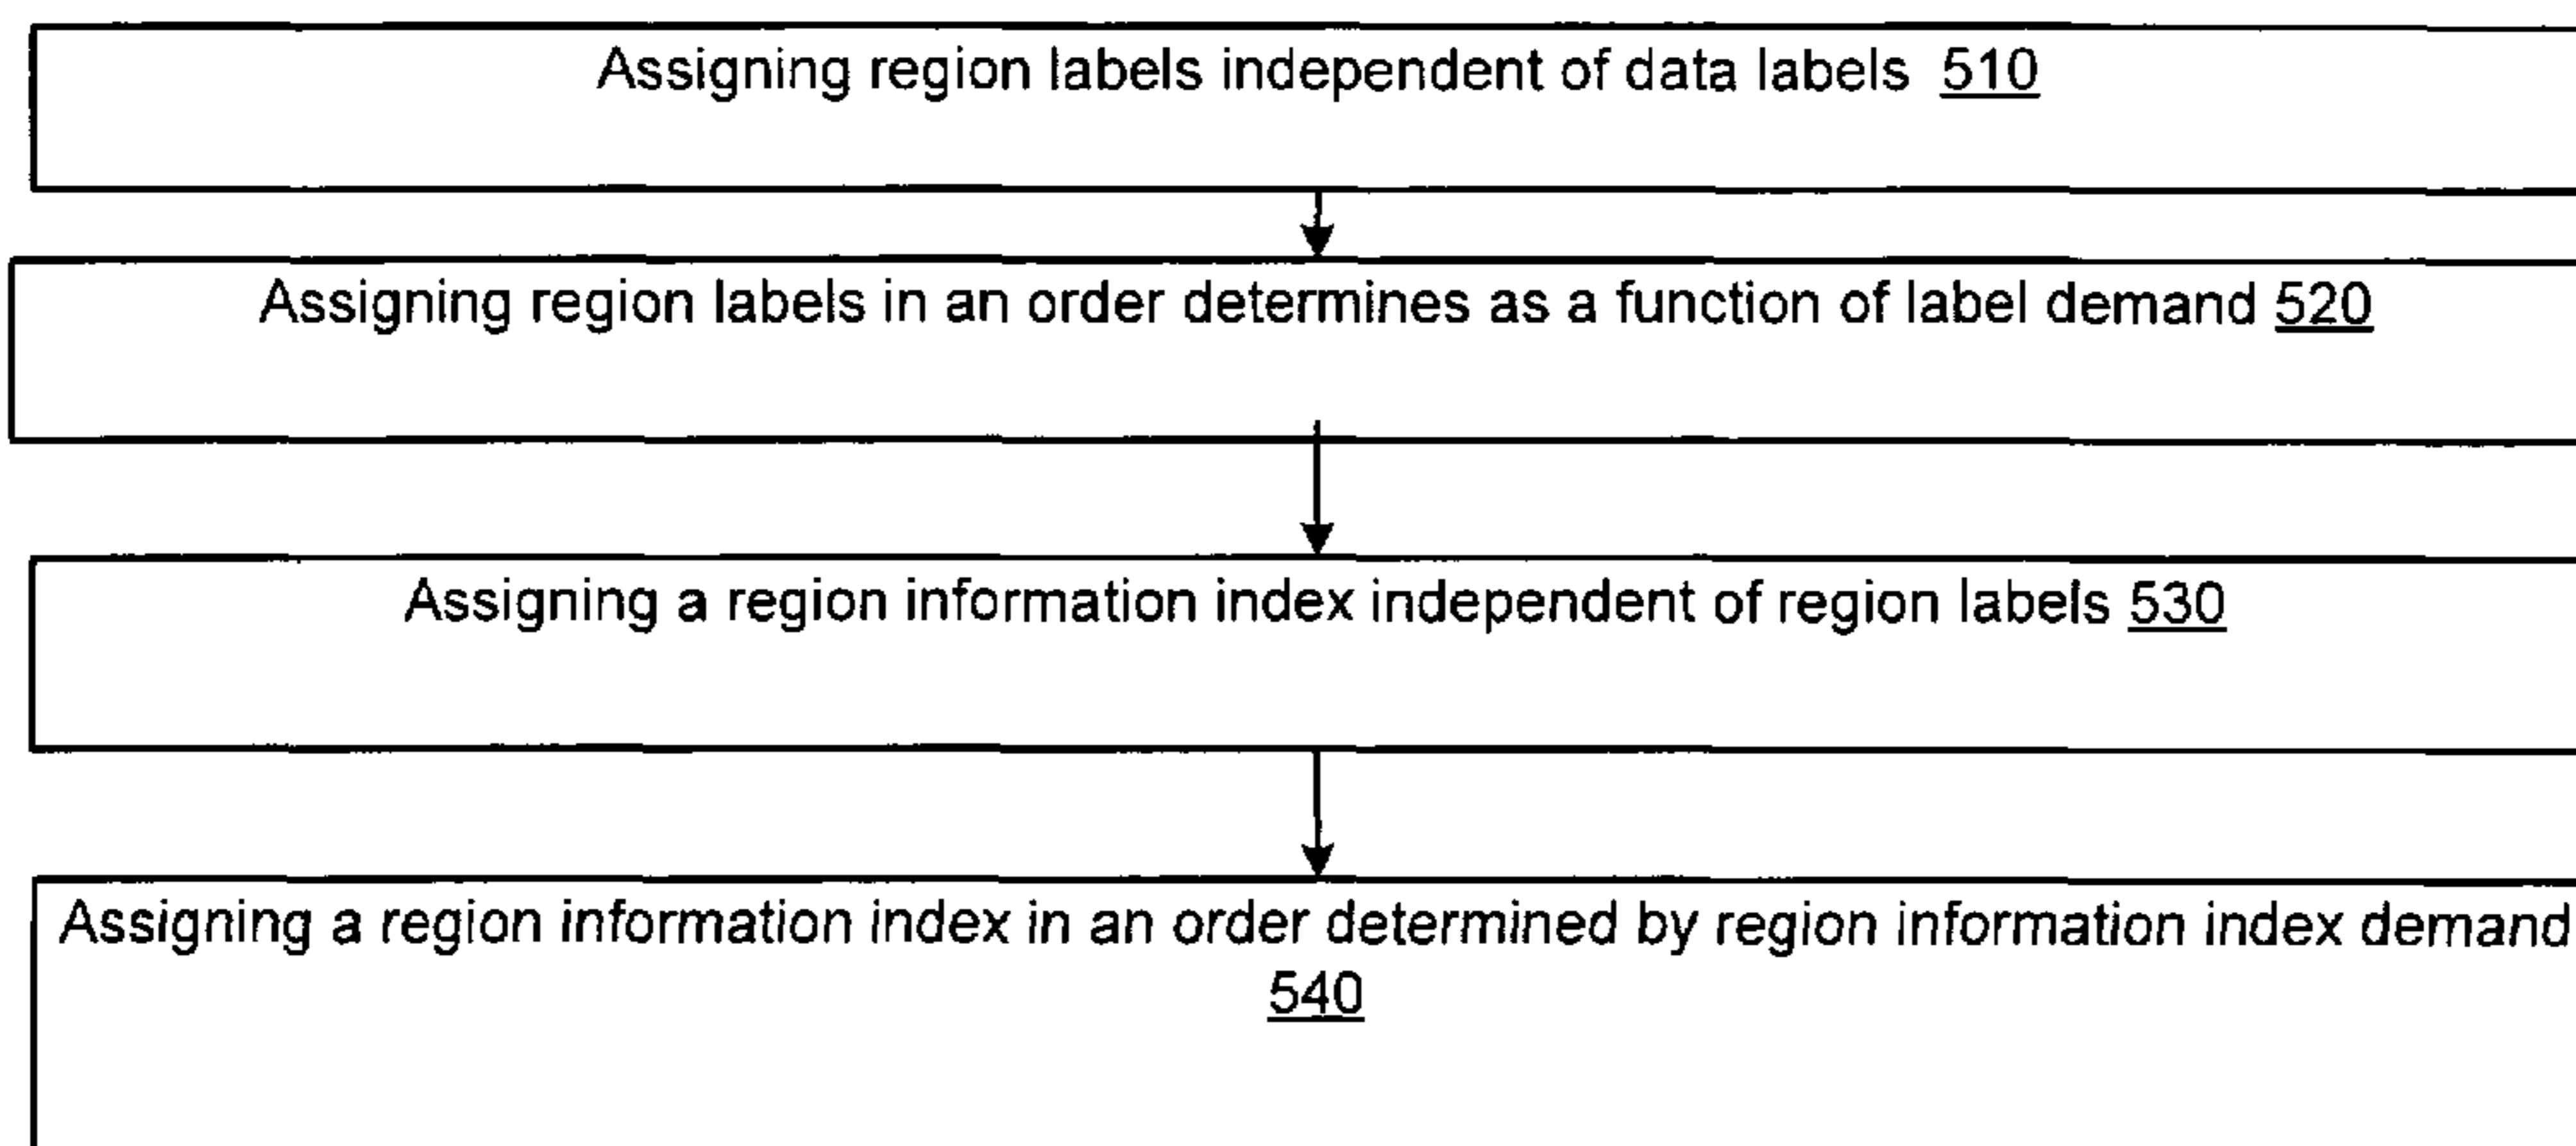 Assigning region labels independent of data labels 510
Assigning region labels in an order determines as a function of label demand 520
Assigning a region information index independent of region labels 530
Assigning a region information index in an order determined by region information index demand
540